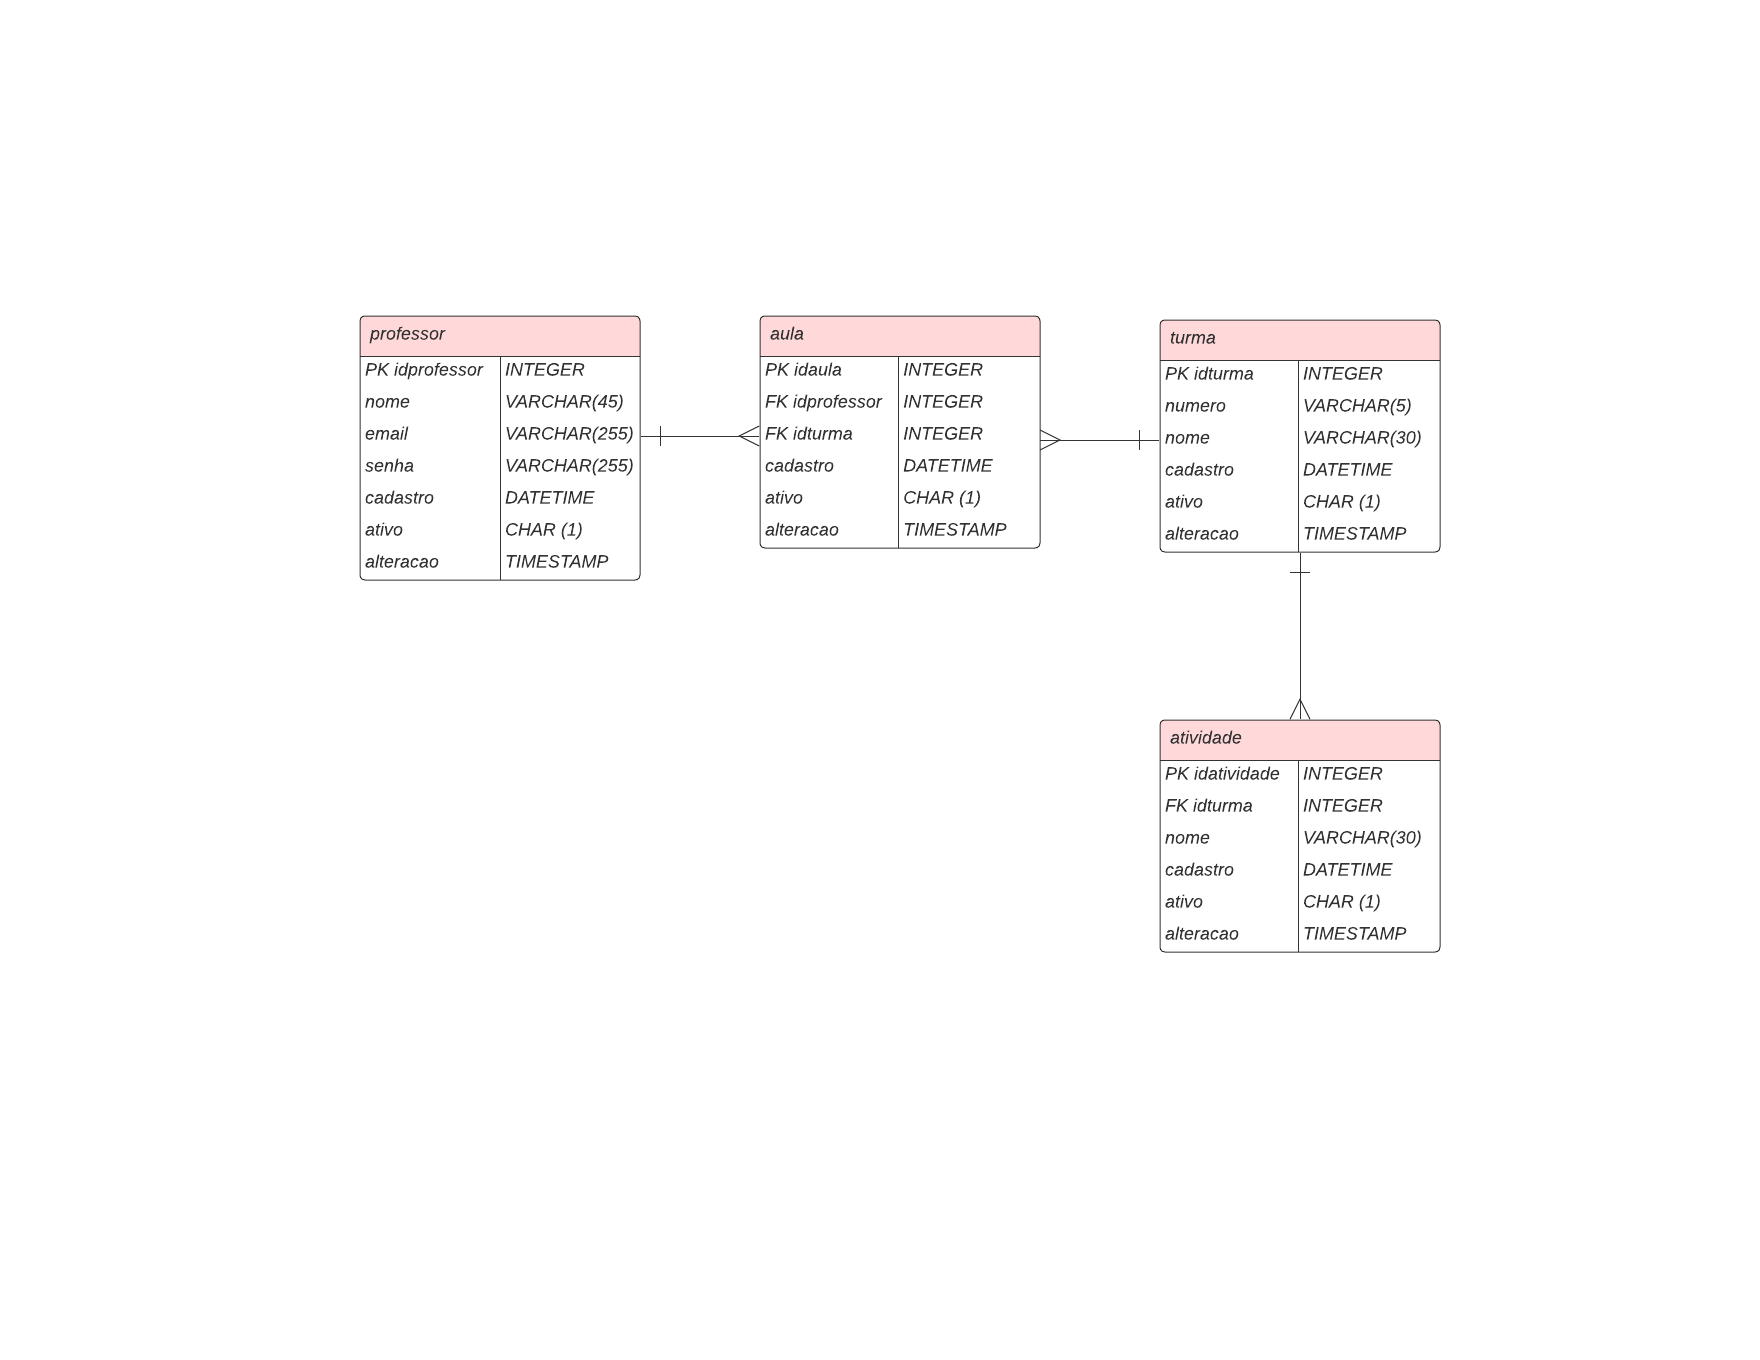 professor
PK idprofessor INTEGER
nome VARCHAR(45)
email VARCHAR(255)
senha VARCHAR(255)
cadastro DATETIME
ativo CHAR (1)
alteracao TIMESTAMP
aula
PK idaula INTEGER
FK idprofessor INTEGER
FK idturma INTEGER
cadastro DATETIME
ativo CHAR (1)
alteracao TIMESTAMP
turma
PK idturma INTEGER
numero VARCHAR(5)
nome VARCHAR(30)
cadastro DATETIME
ativo CHAR (1)
alteracao TIMESTAMP
atividade
PK idatividade INTEGER
FK idturma INTEGER
nome VARCHAR(30)
cadastro DATETIME
ativo CHAR (1)
alteracao TIMESTAMP